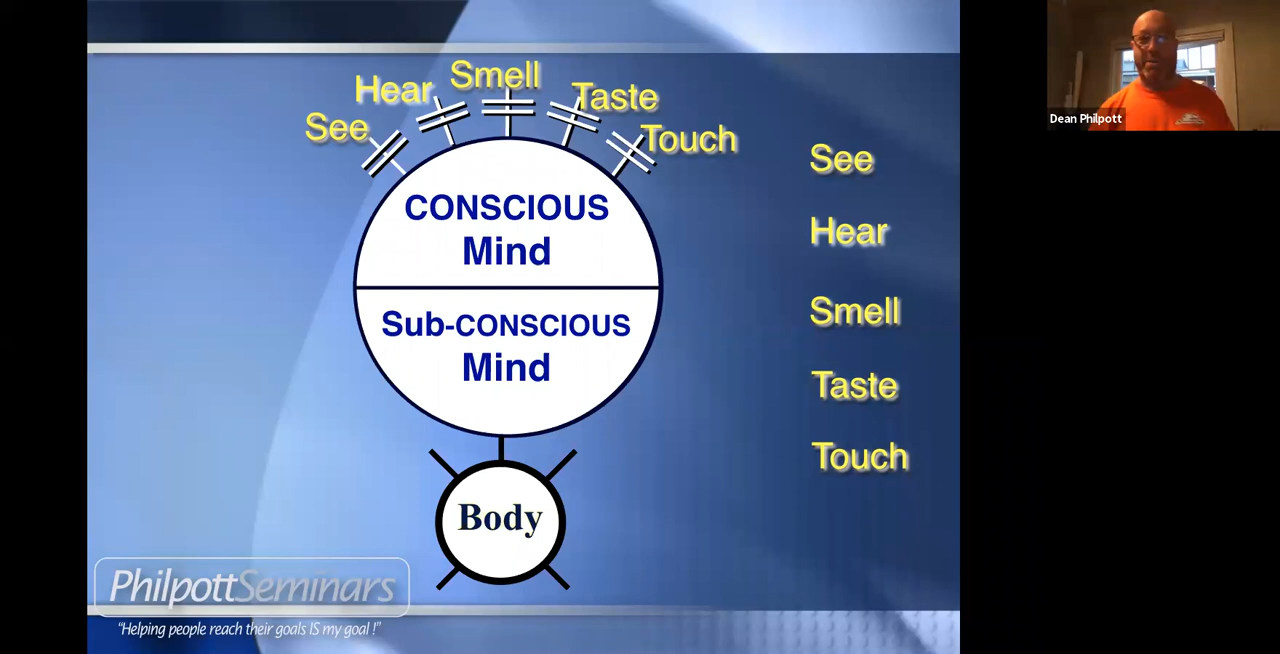 See
Hear
Smell
Taste
Touch
CONSCIOUS
Mind
Sub-CONSCIOUS
Mind
Body
See
Hear
Smell
Taste
Touch
PhilpottSeminars
"Helping people reach their goals IS my goal !"
Dean Philpott